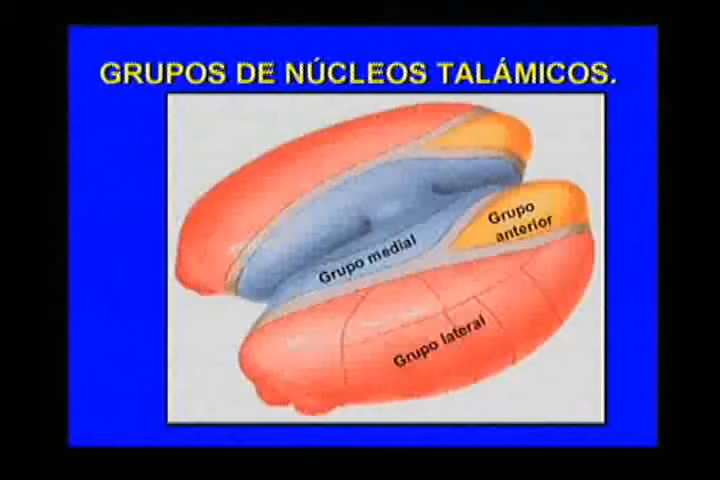 GRUPOS DE NÚCLEOS TALÁMICOS.
Grupo
anterior
Grupo medial
Grupo lateral